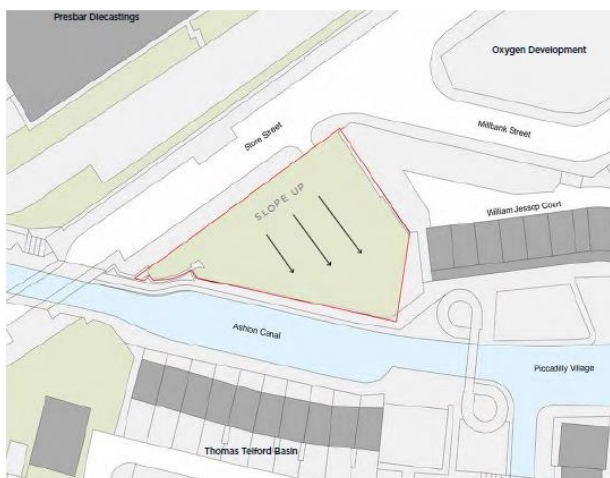 Presbar Diecastings
Oxygen Development
Store Street
Millbank Street
SLOPE UP
William Jessop Court
Ashton Canal
Piccadilly Village
Thomas Telford Basin